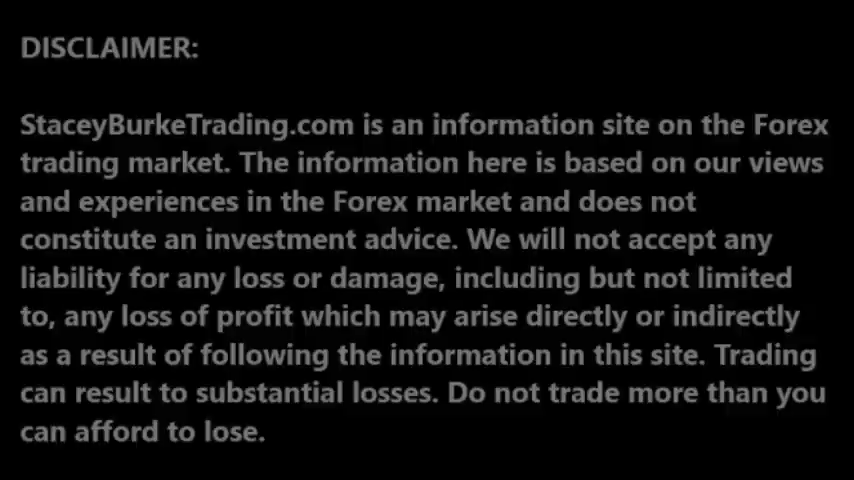 DISCLAIMER:
StaceyBurkeTrading.com is an information site on the Forex
trading market. The information here is based on our views
and experiences in the Forex market and does not
constitute an investment advice. We will not accept any
liability for any loss or damage, including but not limited
to, any loss of profit which may arise directly or indirectly
as a result of following the information in this site. Trading
can result to substantial losses. Do not trade more than you
can afford to lose.